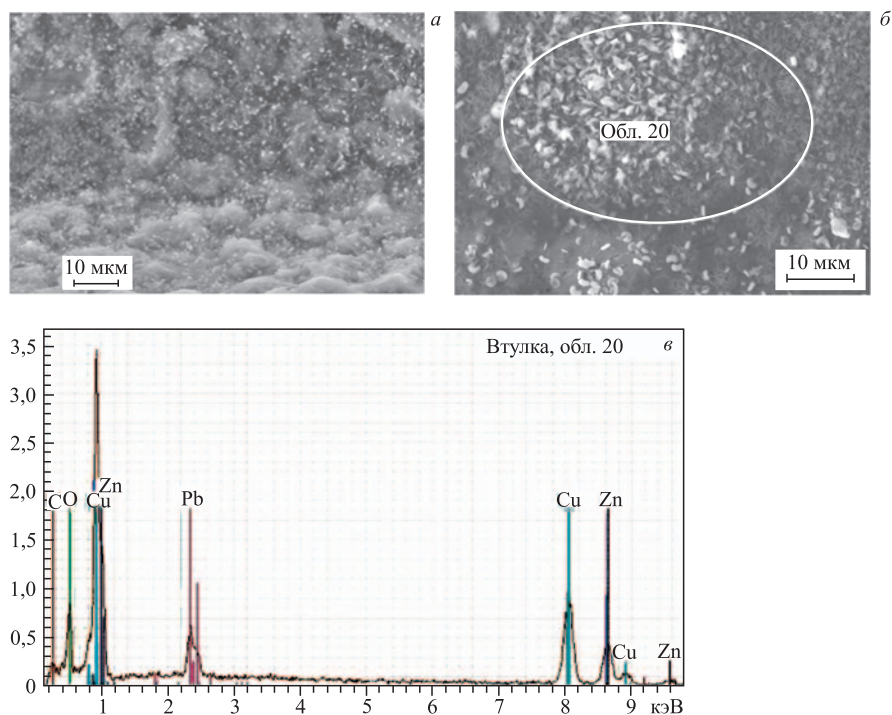 а
б
Обл. 20
10 мкм
10 мкм
Втулка, обл. 20
в
3,5
3,0
2,5
2,0
1,5
1,0
0,5
0
C O Cu Zn Pb Cu Zn
Cu Zn
1 2 3 4 5 6 7 8 9 кэВ